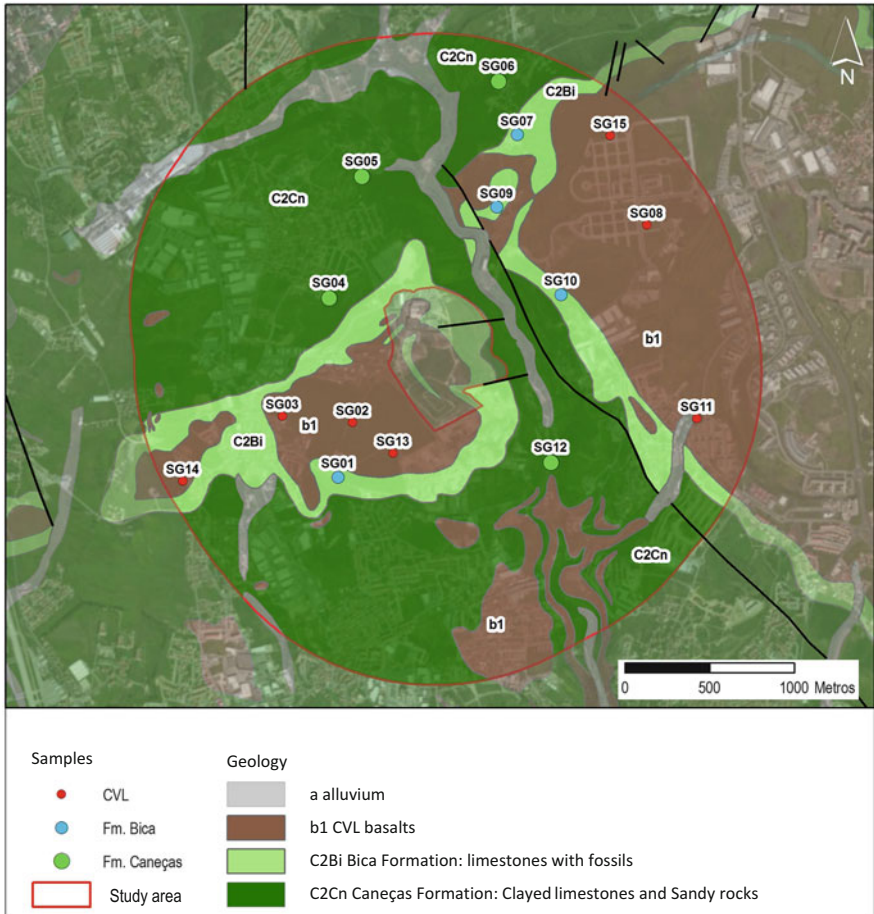 C2Cn
SG06
N
C2Bi
SG07
SG15
SG05
C2Cn
SG09
SG08
SG04
SG10
b1
SG03
SG02
SG11
b1
C2Bi
SG13
SG12
SG14
SG01
C2Cn
b1
0 500 1000 Metros
Samples
CVL
Fm. Bica
Fm. Caneças
Study area
Geology
a alluvium
b1 CVL basalts
C2Bi Bica Formation: limestones with fossils
C2Cn Caneças Formation: Clayed limestones and Sandy rocks